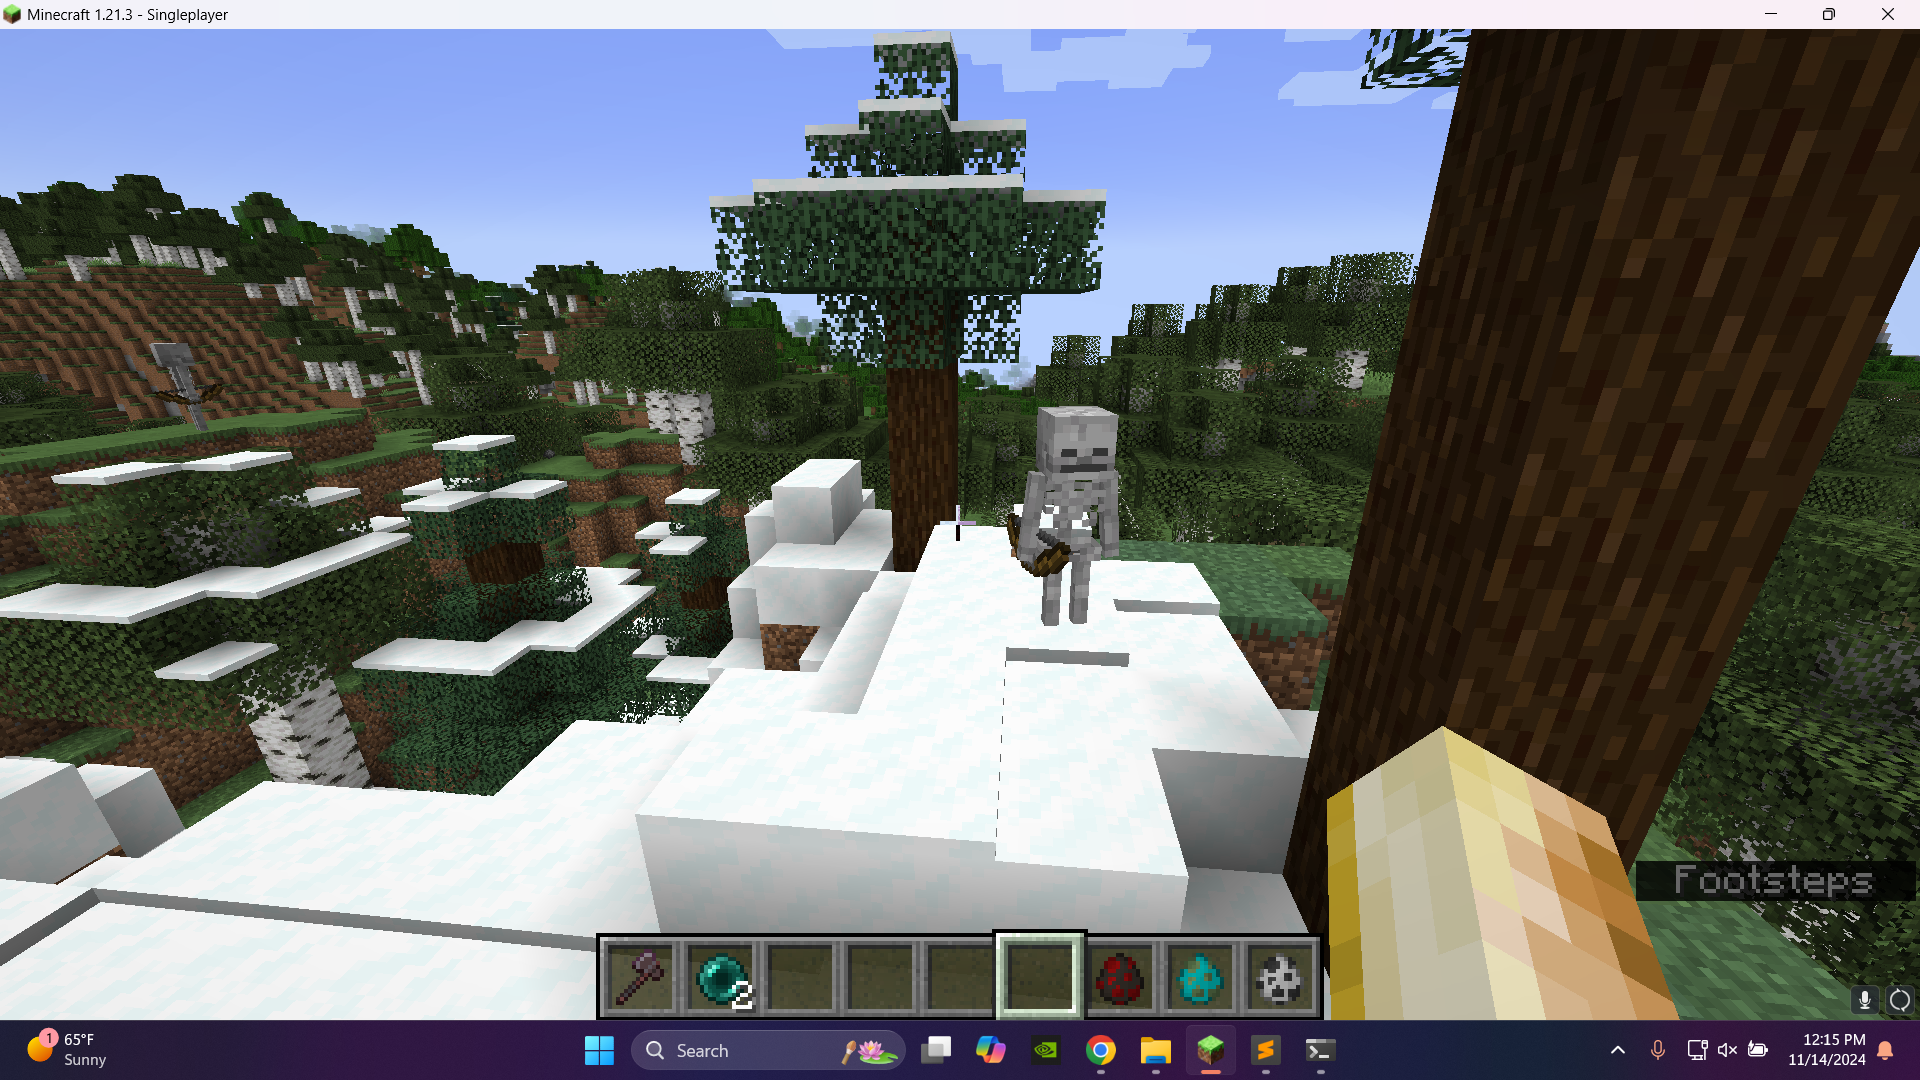 Minecraft 1.21.3 - Singleplayer
Footsteps
2
1
65°F
Sunny
Search
12:15 PM
11/14/2024